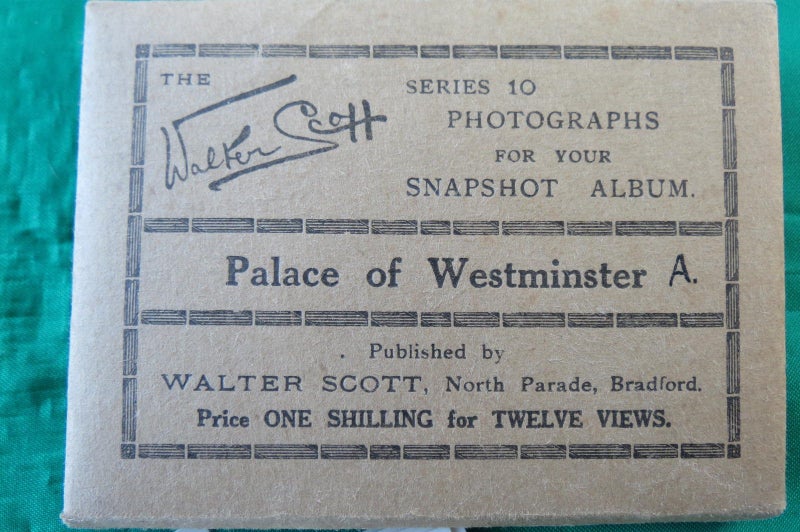 THE
Walter Scott
SERIES 10
PHOTOGRAPHS
FOR YOUR
SNAPSHOT ALBUM.
Palace of Westminster A.
Published by
WALTER SCOTT, North Parade, Bradford.
Price ONE SHILLING for TWELVE VIEWS.